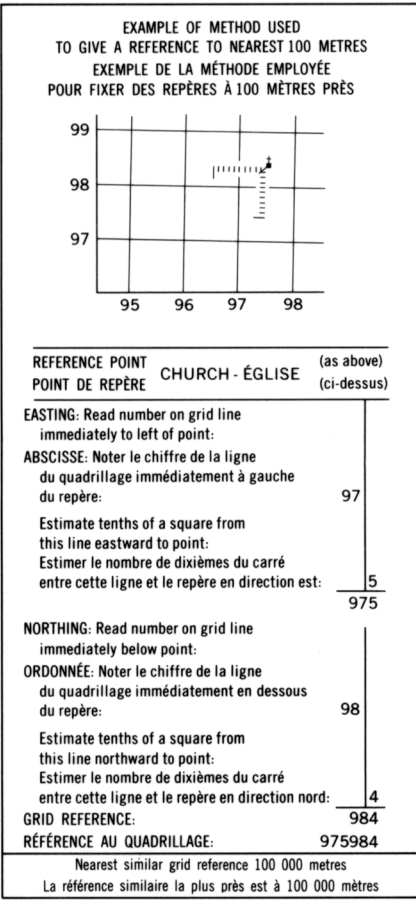 EXAMPLE OF METHOD USED
TO GIVE A REFERENCE TO NEAREST 100 METRES
EXEMPLE DE LA MÉTHODE EMPLOYÉE
POUR FIXER DES REPÈRES À 100 MÈTRES PRÈS
99
98
97
95 96 97 98
REFERENCE POINT
POINT DE REPÈRE
CHURCH - ÉGLISE
(as above)
(ci-dessus)
EASTING: Read number on grid line
immediately to left of point:
ABSCISSE: Noter le chiffre de la ligne
du quadrillage immédiatement à gauche
du repère: 97
Estimate tenths of a square from
this line eastward to point:
Estimer le nombre de dixièmes du carré
entre cette ligne et le repère en direction est: 5
975
NORTHING: Read number on grid line
immediately below point:
ORDONNÉE: Noter le chiffre de la ligne
du quadrillage immédiatement en dessous
du repère: 98
Estimate tenths of a square from
this line northward to point:
Estimer le nombre de dixièmes du carré
entre cette ligne et le repère en direction nord: 4
GRID REFERENCE: 984
RÉFÉRENCE AU QUADRILLAGE: 975984
Nearest similar grid reference 100 000 metres
La référence similaire la plus près est à 100 000 mètres